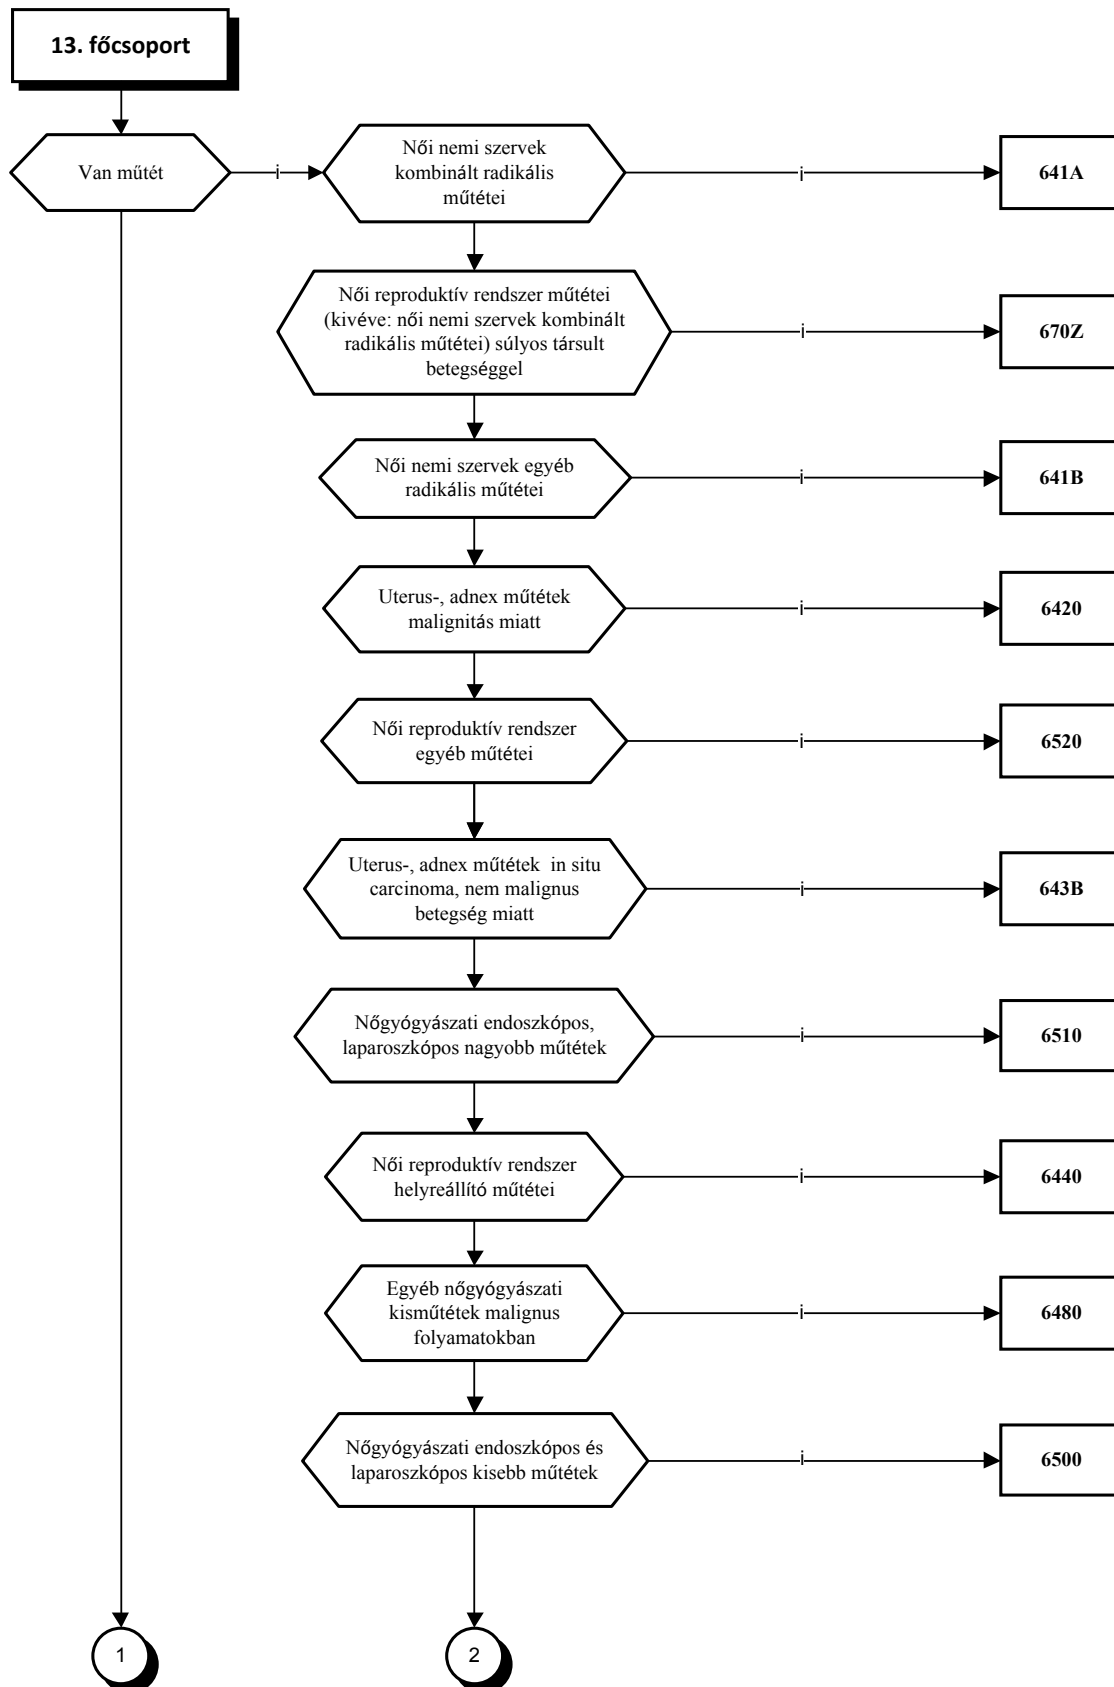 13. főcsoport
Van műtét
i
Női nemi szervek
kombinált radikális
műtétei
i
641A
Női reproduktív rendszer műtétei
(kivéve: női nemi szervek kombinált
radikális műtétei) súlyos társult
betegséggel
i
670Z
Női nemi szervek egyéb
radikális műtétei
i
641B
Uterus-, adnex műtétek
malignitás miatt
i
6420
Női reproduktív rendszer
egyéb műtétei
i
6520
Uterus-, adnex műtétek in situ
carcinoma, nem malignus
betegség miatt
i
643B
Nőgyógyászati endoszkópos,
laparoszkópos nagyobb műtétek
i
6510
Női reproduktív rendszer
helyreállító műtétei
i
6440
Egyéb nőgyógyászati
kisműtétek malignus
folyamatokban
i
6480
Nőgyógyászati endoszkópos és
laparoszkópos kisebb műtétek
i
6500
1
2